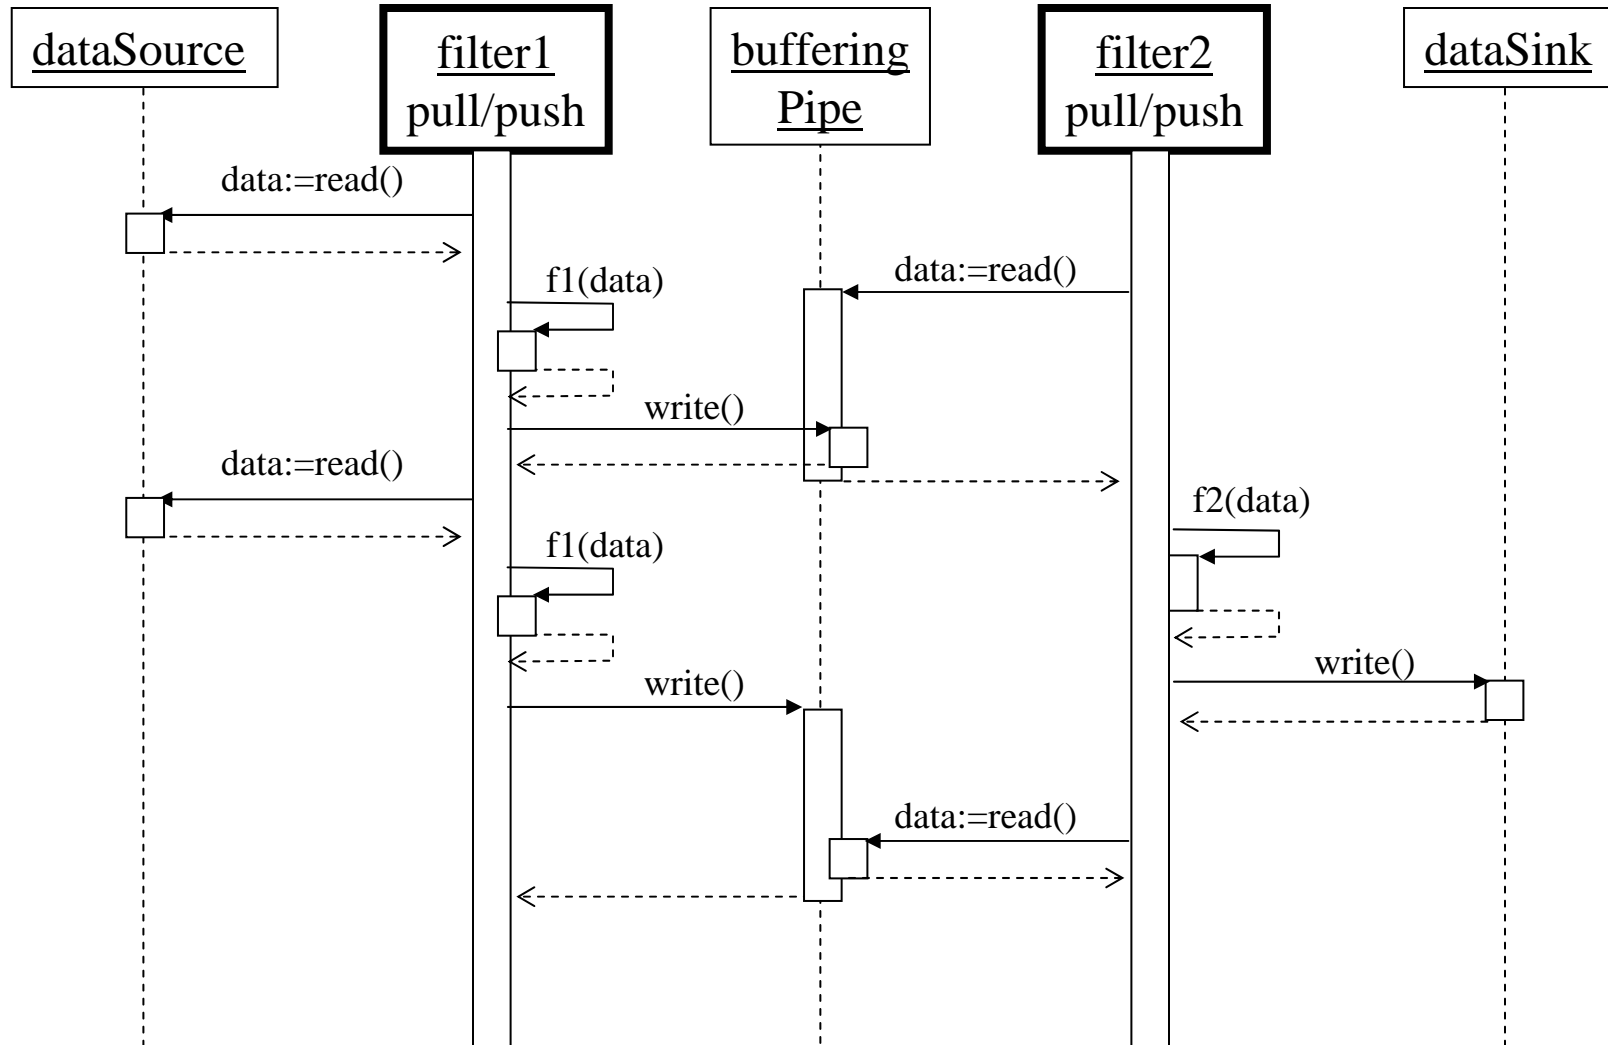 dataSource
filter1
pull/push
buffering
Pipe
filter2
pull/push
dataSink
data:=read()
data:=read()
f1(data)
write()
data:=read()
f2(data)
f1(data)
write()
write()
data:=read()